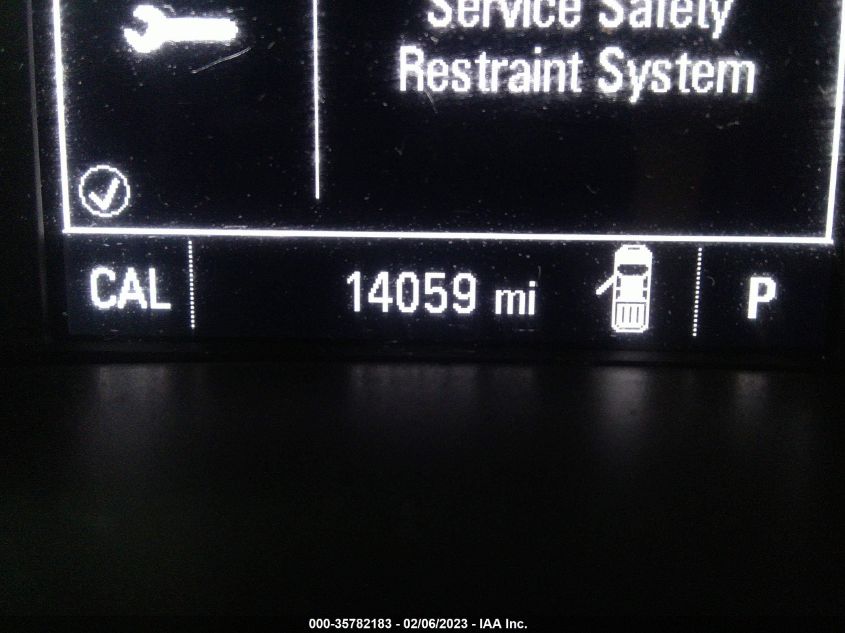 Service Safety
Restraint System
CAL
14059 mi
P
000-35782183 - 02/06/2023 - IAA Inc.